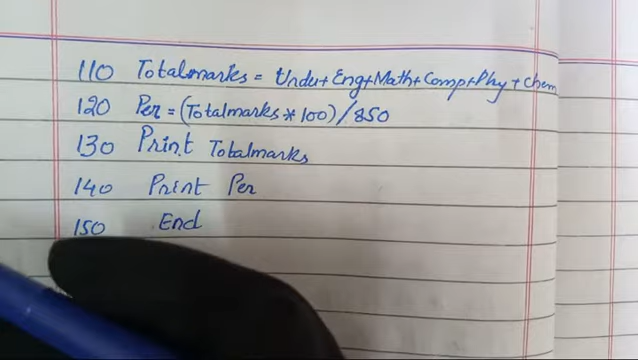 110 Totalmarks = Urdu+Eng+Math+Comp+Phy+Chem
120 Per = (Totalmarks * 100) / 850
130 Print Totalmarks
140 Print Per
150 End